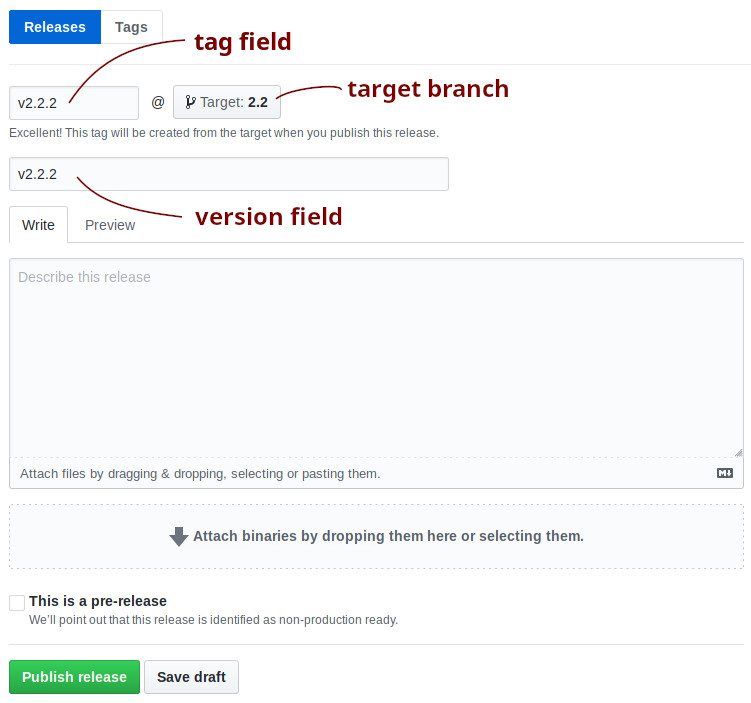 Releases Tags
tag field
v2.2.2 @ Target: 2.2 target branch
Excellent! This tag will be created from the target when you publish this release.
v2.2.2
version field
Write Preview
Describe this release
Attach files by dragging & dropping, selecting or pasting them. M↓
Attach binaries by dropping them here or selecting them.
This is a pre-release
We’ll point out that this release is identified as non-production ready.
Publish release Save draft